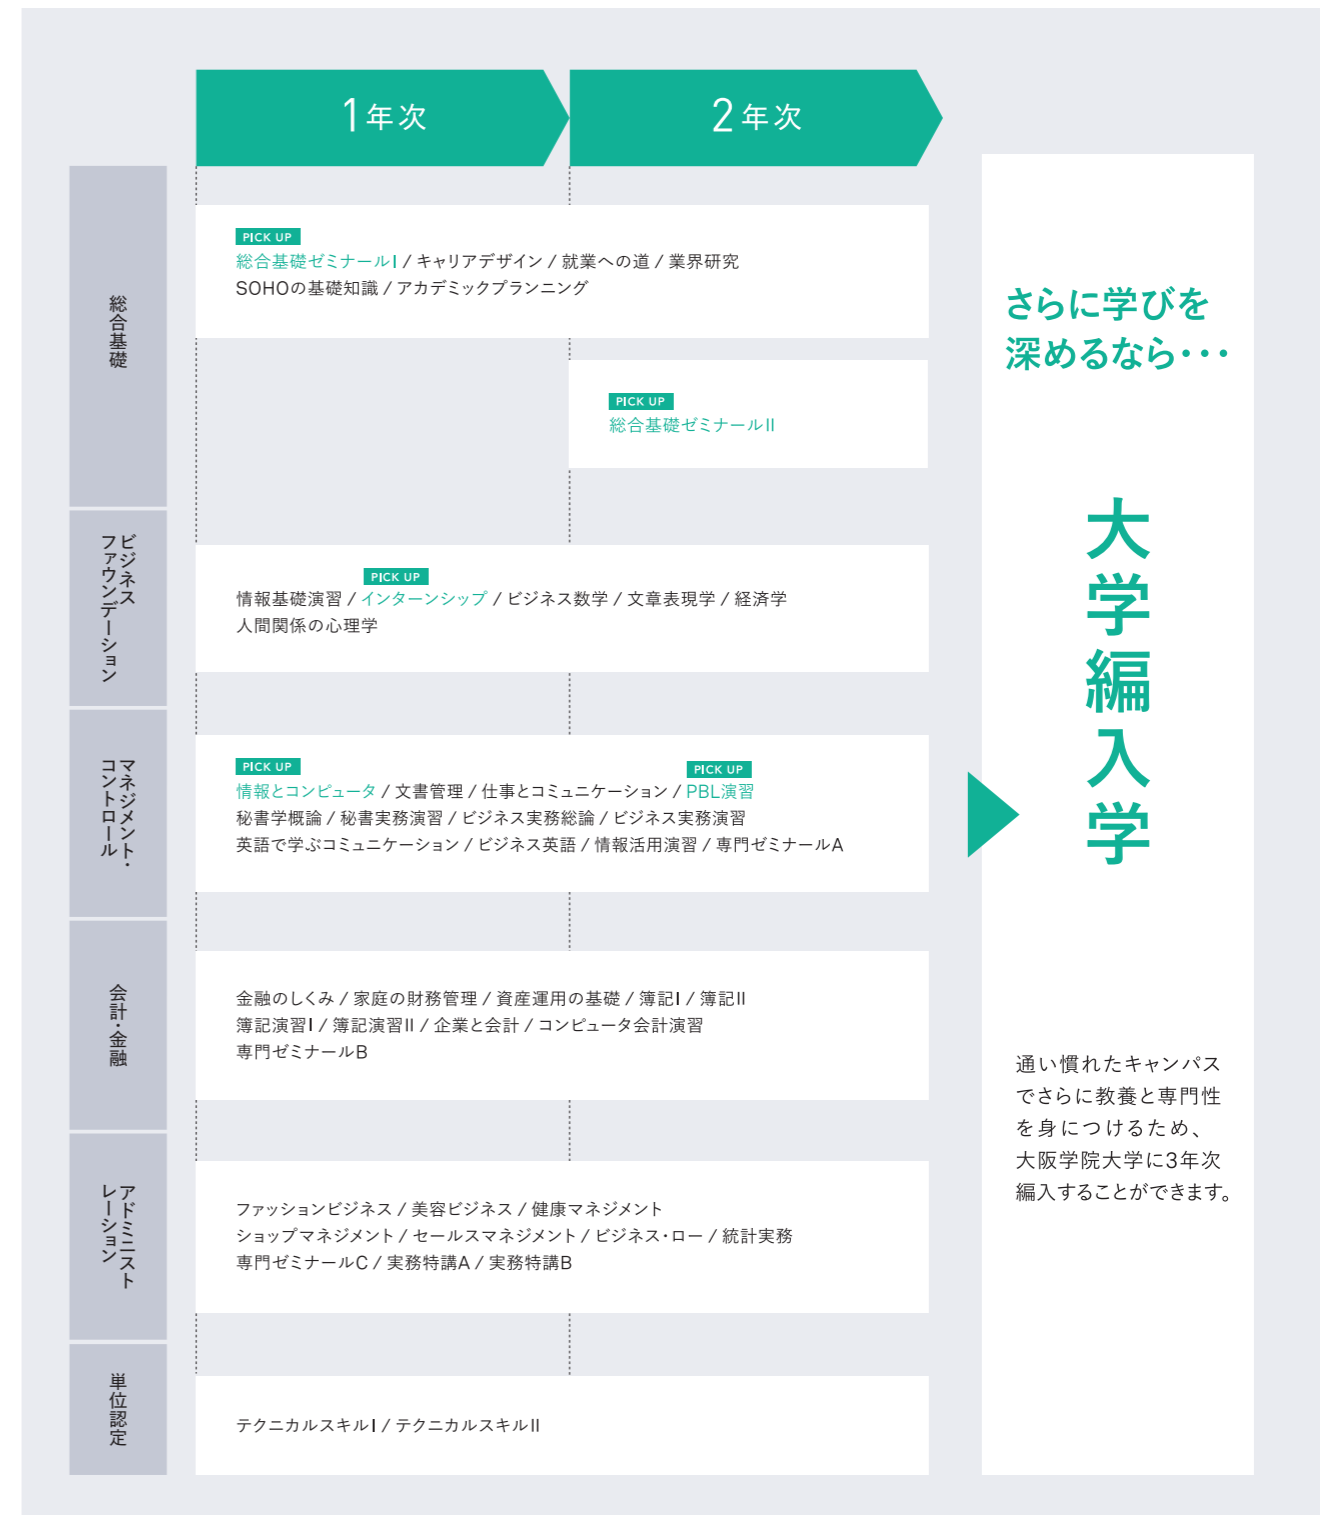 1年次
2年次
総合基礎
PICK UP
総合基礎ゼミナールI / キャリアデザイン / 就業への道 / 業界研究
SOHOの基礎知識 / アカデミックプランニング
PICK UP
総合基礎ゼミナールII
ビジネス
ファウンデーション
PICK UP
情報基礎演習 / インターンシップ / ビジネス数学 / 文章表現学 / 経済学
人間関係の心理学
マネジメント・
コントロール
PICK UP
PICK UP
情報とコンピュータ / 文書管理 / 仕事とコミュニケーション / PBL演習
秘書学概論 / 秘書実務演習 / ビジネス実務総論 / ビジネス実務演習
英語で学ぶコミュニケーション / ビジネス英語 / 情報活用演習 / 専門ゼミナールA
会計・金融
金融のしくみ / 家庭の財務管理 / 資産運用の基礎 / 簿記I / 簿記II
簿記演習I / 簿記演習II / 企業と会計 / コンピュータ会計演習
専門ゼミナールB
アドミニスト
レーション
ファッションビジネス / 美容ビジネス / 健康マネジメント
ショップマネジメント / セールスマネジメント / ビジネス・ロー / 統計実務
専門ゼミナールC / 実務特講A / 実務特講B
単位認定
テクニカルスキルI / テクニカルスキルII
さらに学びを
深めるなら・・・
大学編入学
通い慣れたキャンパス
でさらに教養と専門性
を身につけるため、
大阪学院大学に3年次
編入することができます。